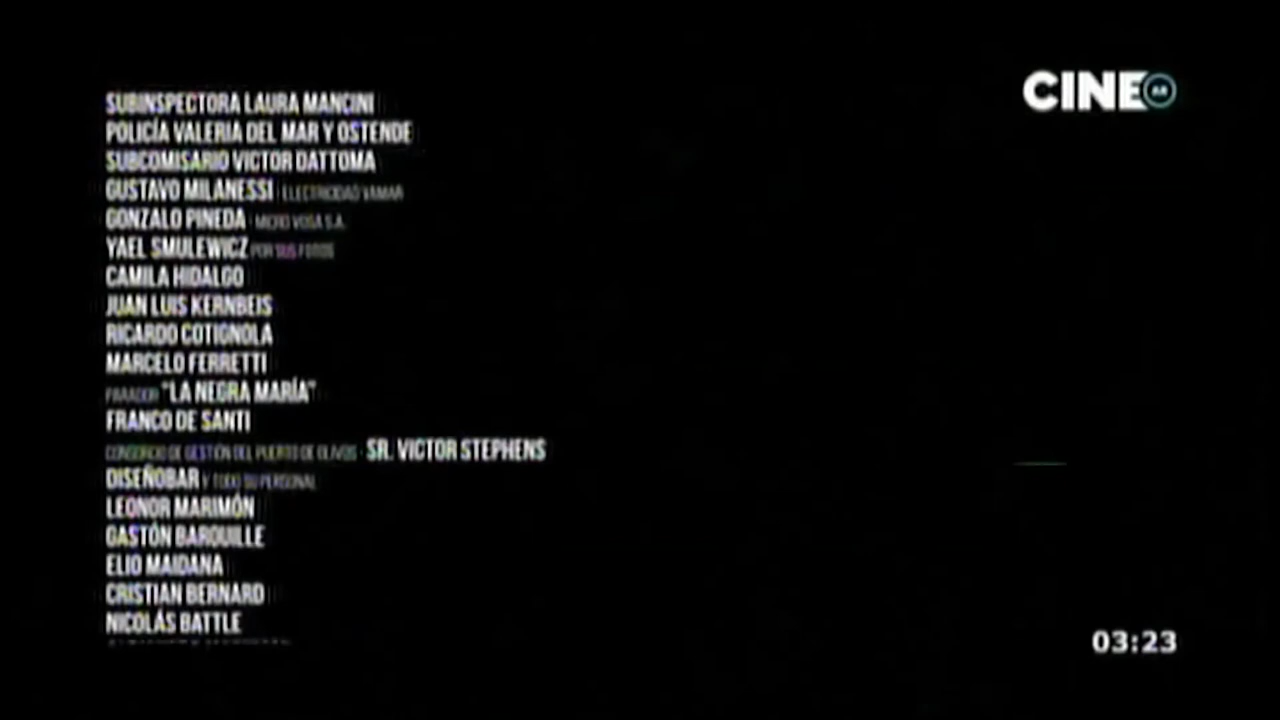 CINE AR
SUBINSPECTORA LAURA MANCINI
POLICÍA VALERIA DEL MAR Y OSTENDE
SUBCOMISARIO VICTOR DATTOMA
GUSTAVO MILANESSI ELECTRICIDAD VAMAR
GONZALO PINEDA MICRO VOSA S.A.
YAEL SMULEWICZ POR SUS FOTOS
CAMILA HIDALGO
JUAN LUIS KERNBEIS
RICARDO COTIGNOLA
MARCELO FERRETTI
PARADOR "LA NEGRA MARÍA"
FRANCO DE SANTI
CONSORCIO DE GESTIÓN DEL PUERTO DE OLIVOS - SR. VICTOR STEPHENS
DISEÑOBAR Y TODO SU PERSONAL
LEONOR MARIMÓN
GASTÓN BARQUILLE
ELIO MAIDANA
CRISTIAN BERNARD
NICOLÁS BATTLE
03:23